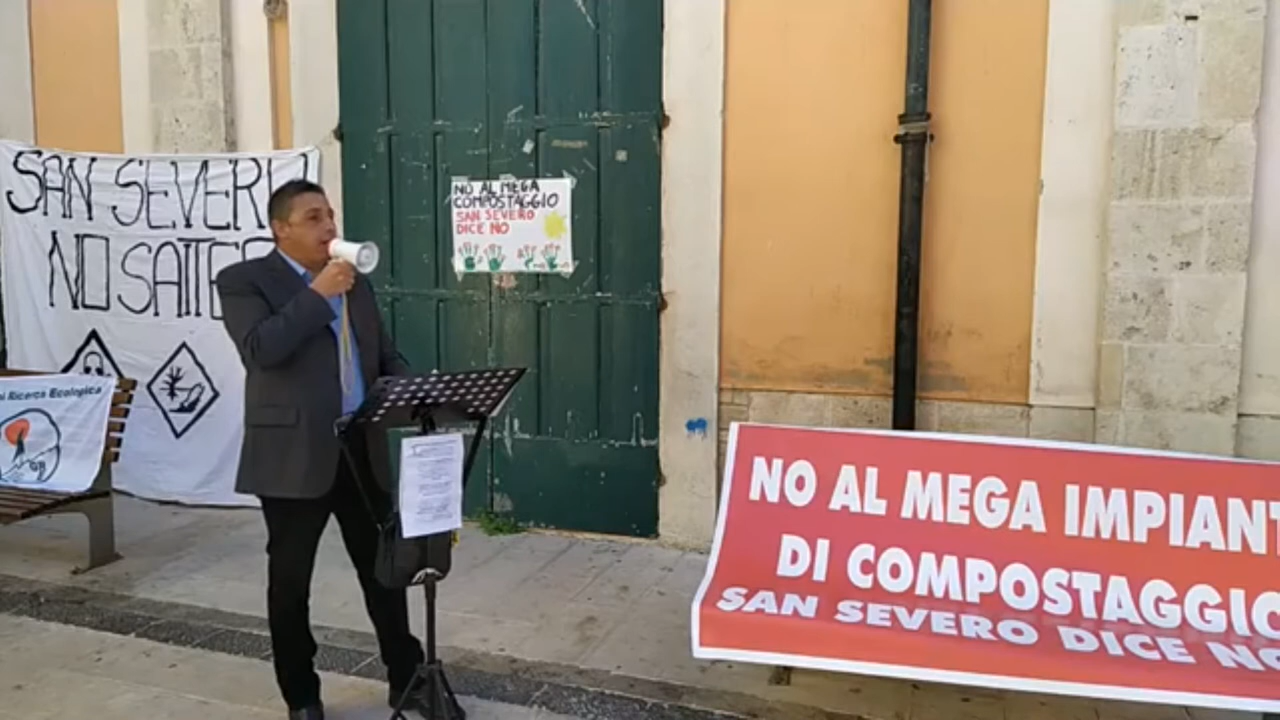 SAN SEVERO
NO SATTE
i Ricerca Ecologica
NO AL MEGA
COMPOSTAGGIO
SAN SEVERO
DICE NO
NO AL MEGA IMPIANT
DI COMPOSTAGGIO
SAN SEVERO DICE NO